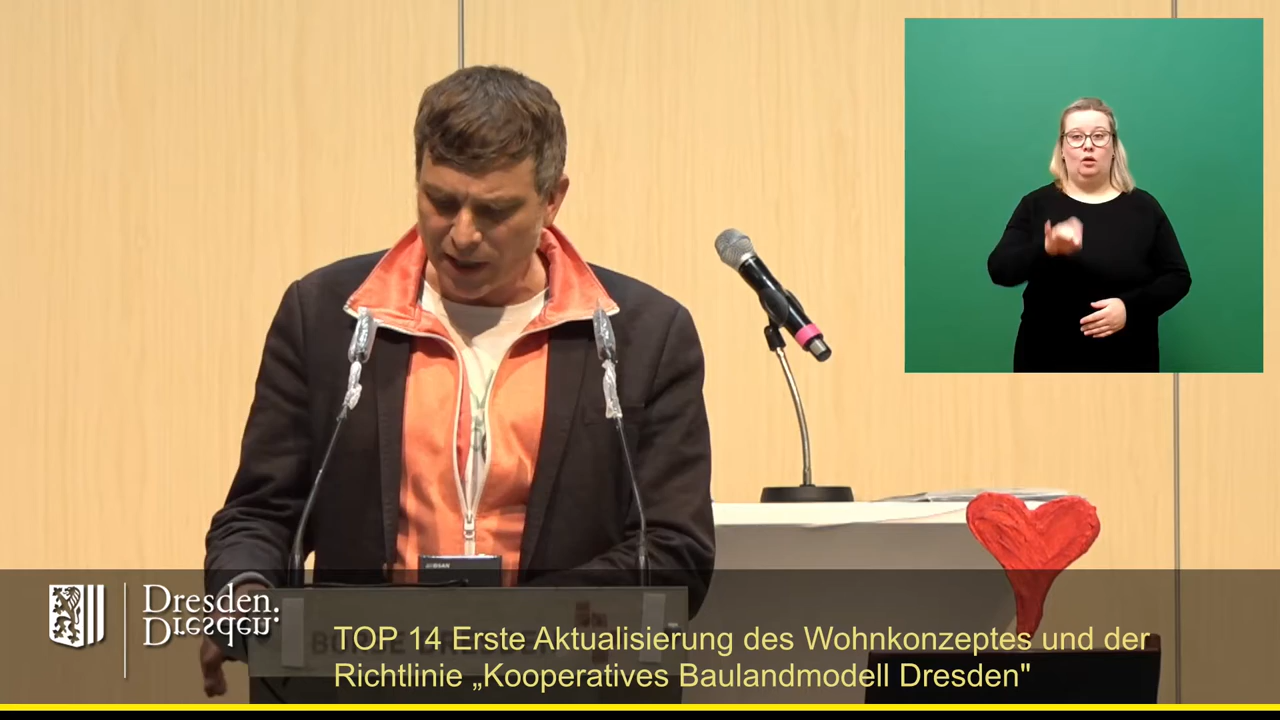 Dresden.
Dresden.
TOP 14 Erste Aktualisierung des Wohnkonzeptes und der
Richtlinie „Kooperatives Baulandmodell Dresden"